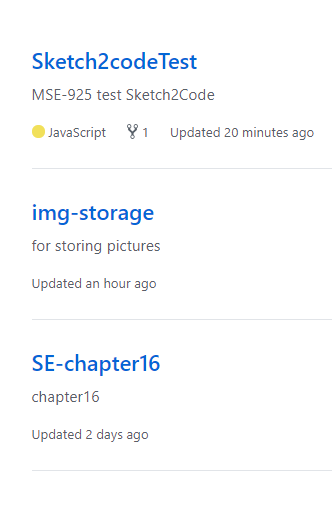 Sketch2codeTest
MSE-925 test Sketch2Code
JavaScript 1 Updated 20 minutes ago
img-storage
for storing pictures
Updated an hour ago
SE-chapter16
chapter16
Updated 2 days ago